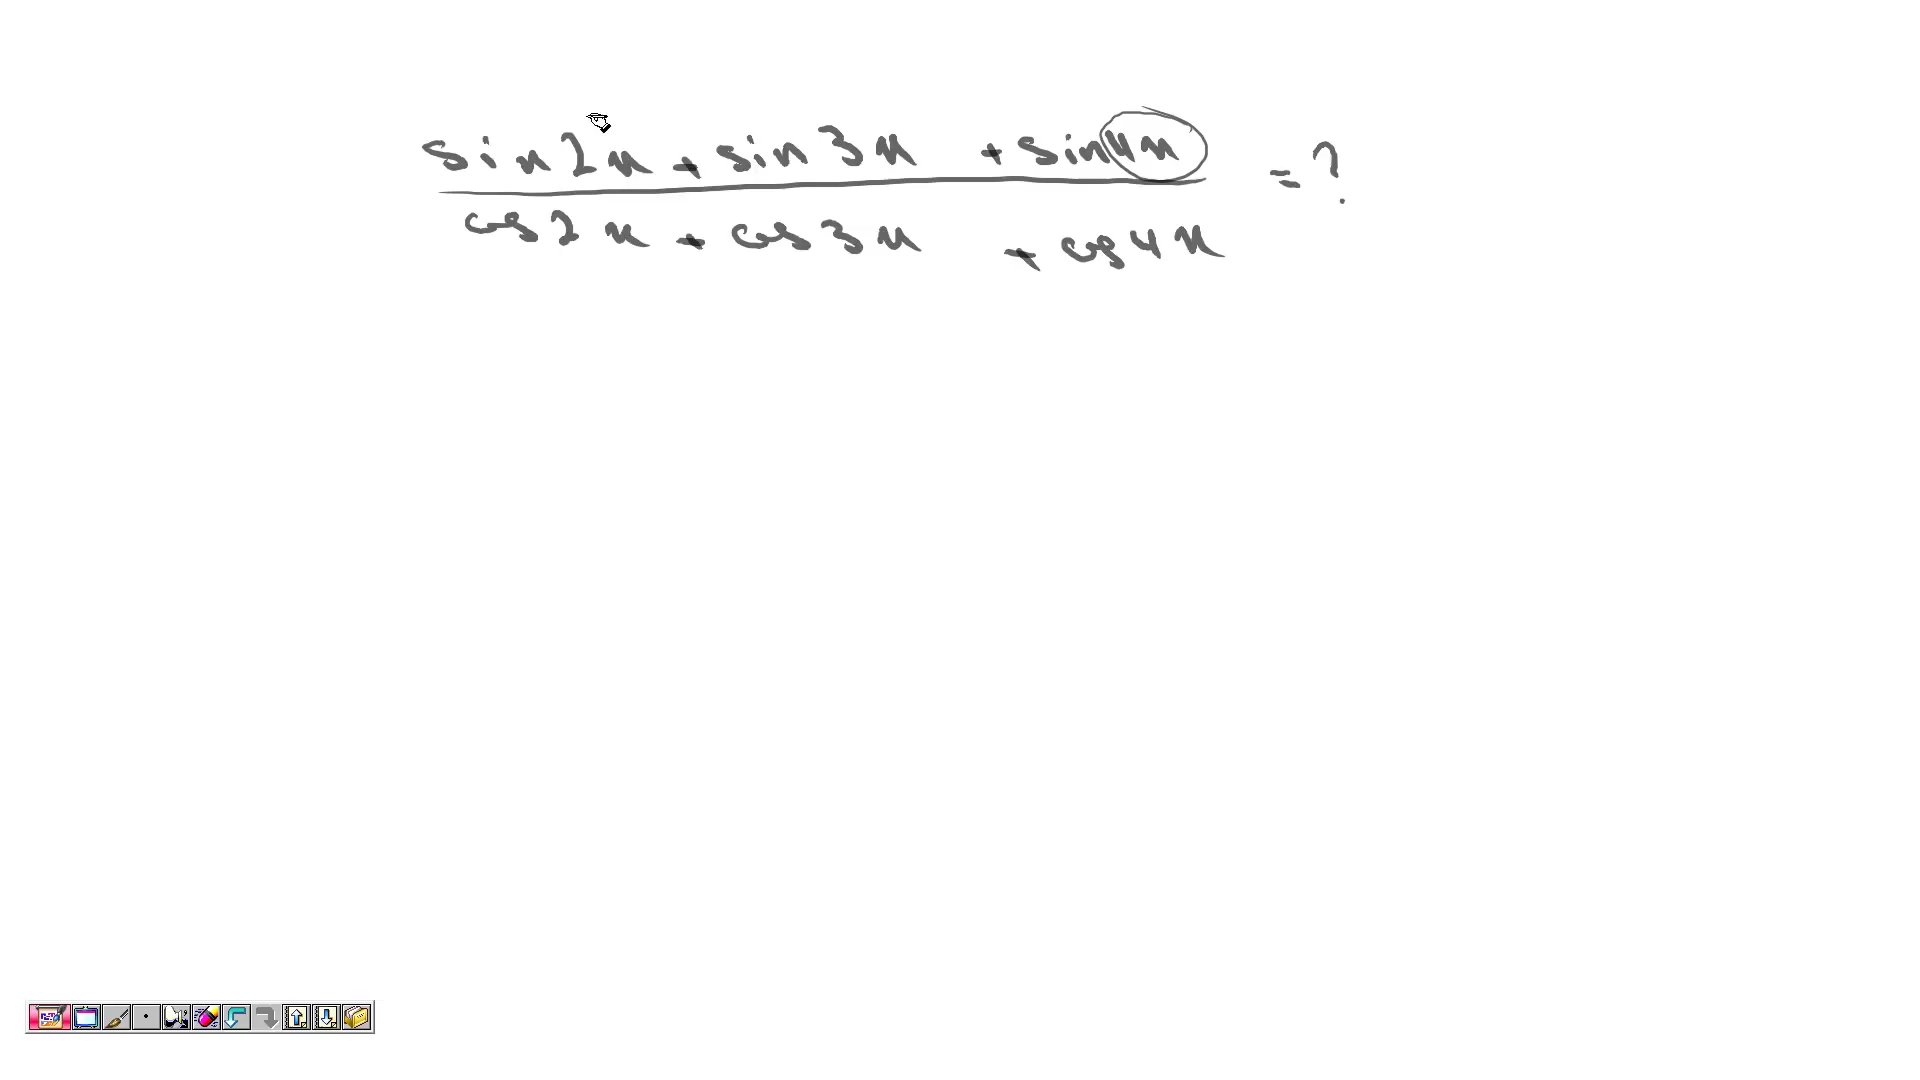 sin2x + sin3x + sin4x = ?
cos2x + cos3x + cos4x